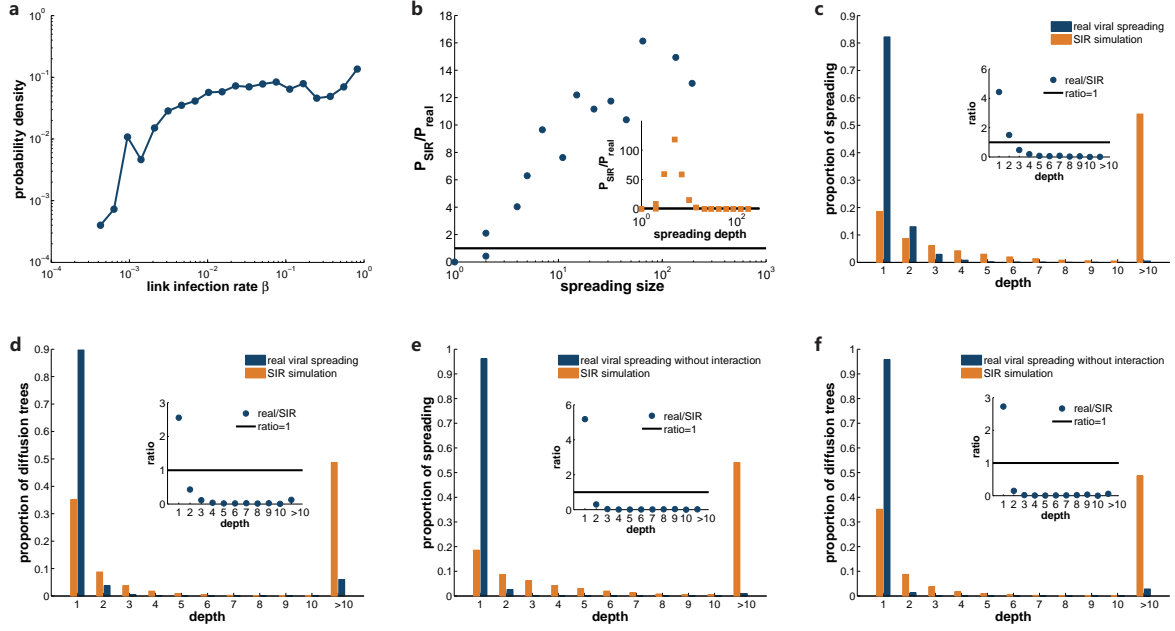 a
10^0
10^-1
10^-2
10^-3
10^-4
probability density
10^-4 10^-3 10^-2 10^-1 10^0
link infection rate β
b
18
16
14
12
10
8
6
4
2
0
P_SIR/P_real
10^0 10^1 10^2 10^3
spreading size
100
50
0
P_SIR/P_real
10^0 10^2
spreading depth
c
0.9
0.8
0.7
0.6
0.5
0.4
0.3
0.2
0.1
0
proportion of spreading
real viral spreading
SIR simulation
6
4
2
0
ratio
real/SIR
ratio=1
1 2 3 4 5 6 7 8 9 10 >10
depth
1 2 3 4 5 6 7 8 9 10 >10
depth
d
0.9
0.8
0.7
0.6
0.5
0.4
0.3
0.2
0.1
0
proportion of diffusion trees
real viral spreading
SIR simulation
3
2
1
0
ratio
real/SIR
ratio=1
1 2 3 4 5 6 7 8 9 10 >10
depth
1 2 3 4 5 6 7 8 9 10 >10
depth
e
1
0.9
0.8
0.7
0.6
0.5
0.4
0.3
0.2
0.1
0
proportion of spreading
real viral spreading without interaction
SIR simulation
6
4
2
0
ratio
real/SIR
ratio=1
1 2 3 4 5 6 7 8 9 10 >10
depth
1 2 3 4 5 6 7 8 9 10 >10
depth
f
1
0.9
0.8
0.7
0.6
0.5
0.4
0.3
0.2
0.1
0
proportion of diffusion trees
real viral spreading without interaction
SIR simulation
3
2
1
0
ratio
real/SIR
ratio=1
1 2 3 4 5 6 7 8 9 10 >10
depth
1 2 3 4 5 6 7 8 9 10 >10
depth